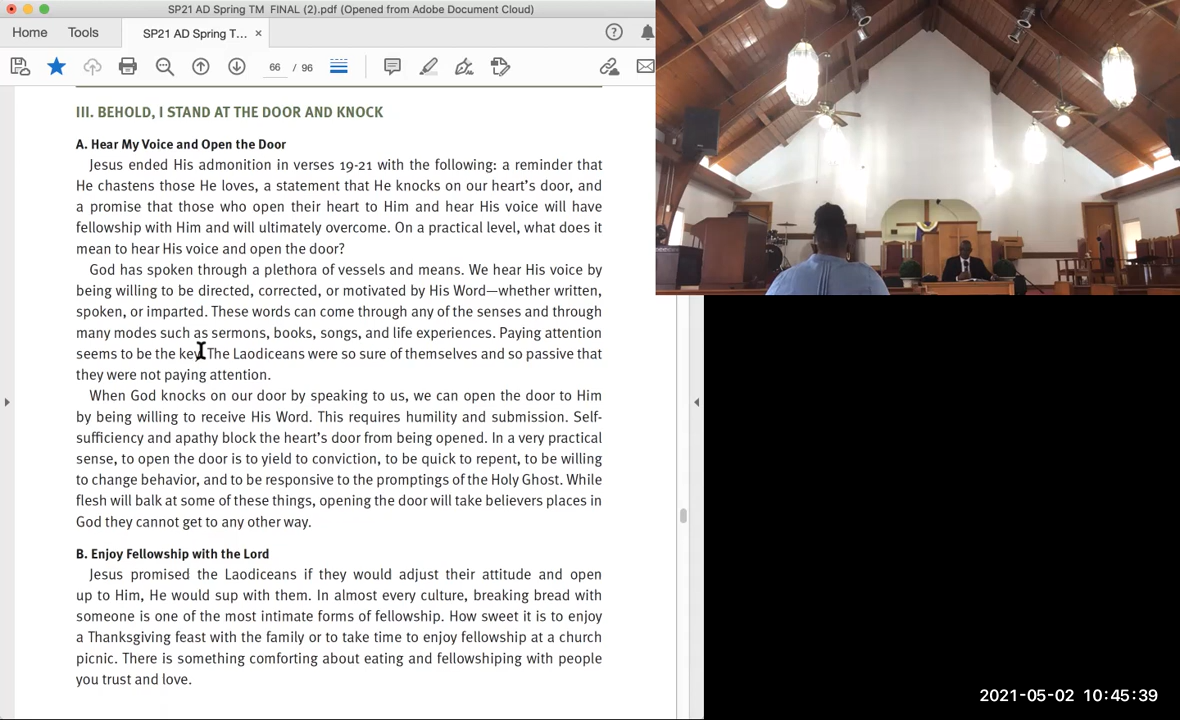 SP21 AD Spring TM FINAL (2).pdf (Opened from Adobe Document Cloud)
Home Tools SP21 AD Spring T... ×
66 / 96
III. BEHOLD, I STAND AT THE DOOR AND KNOCK
A. Hear My Voice and Open the Door
Jesus ended His admonition in verses 19-21 with the following: a reminder that
He chastens those He loves, a statement that He knocks on our heart's door, and
a promise that those who open their heart to Him and hear His voice will have
fellowship with Him and will ultimately overcome. On a practical level, what does it
mean to hear His voice and open the door?
God has spoken through a plethora of vessels and means. We hear His voice by
being willing to be directed, corrected, or motivated by His Word—whether written,
spoken, or imparted. These words can come through any of the senses and through
many modes such as sermons, books, songs, and life experiences. Paying attention
seems to be the key. The Laodiceans were so sure of themselves and so passive that
they were not paying attention.
When God knocks on our door by speaking to us, we can open the door to Him
by being willing to receive His Word. This requires humility and submission. Self-
sufficiency and apathy block the heart's door from being opened. In a very practical
sense, to open the door is to yield to conviction, to be quick to repent, to be willing
to change behavior, and to be responsive to the promptings of the Holy Ghost. While
flesh will balk at some of these things, opening the door will take believers places in
God they cannot get to any other way.
B. Enjoy Fellowship with the Lord
Jesus promised the Laodiceans if they would adjust their attitude and open
up to Him, He would sup with them. In almost every culture, breaking bread with
someone is one of the most intimate forms of fellowship. How sweet it is to enjoy
a Thanksgiving feast with the family or to take time to enjoy fellowship at a church
picnic. There is something comforting about eating and fellowshiping with people
you trust and love.
2021-05-02 10:45:39